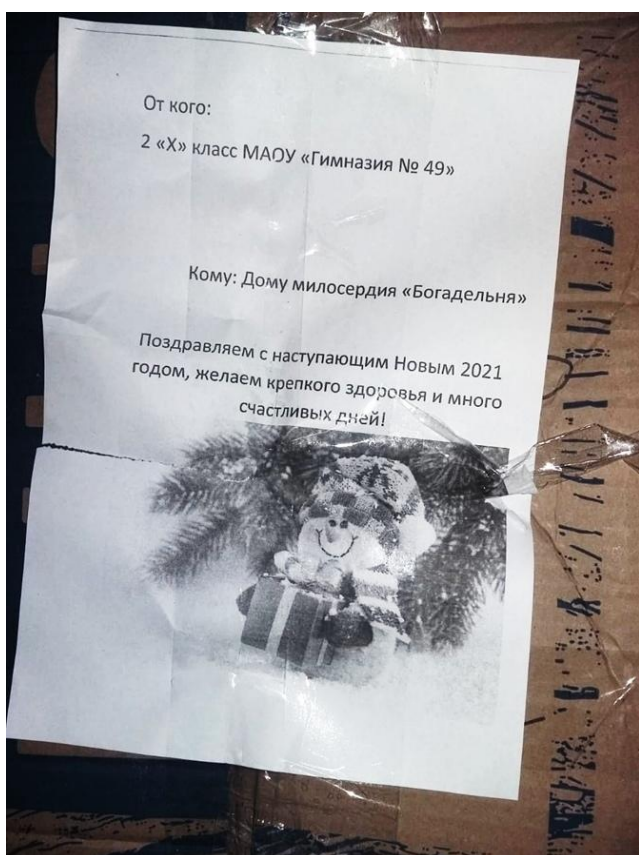 От кого:
2 «Х» класс МАОУ «Гимназия № 49»
Кому: Дому милосердия «Богадельня»
Поздравляем с наступающим Новым 2021
годом, желаем крепкого здоровья и много
счастливых дней!